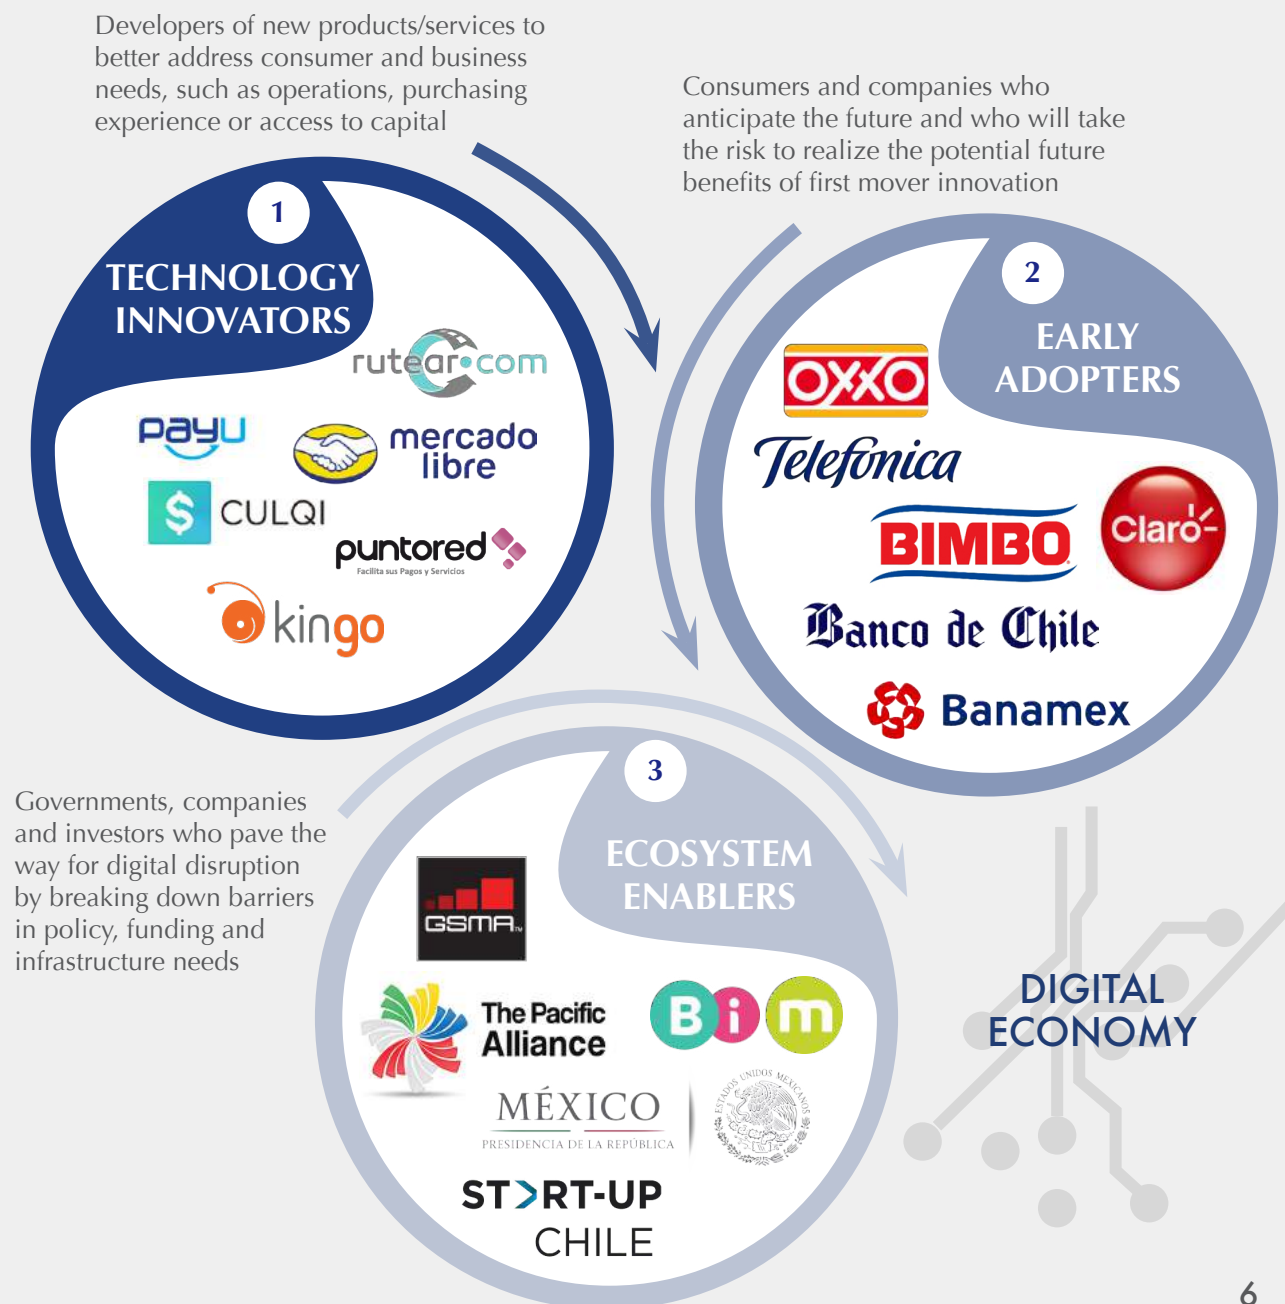 Developers of new products/services to
better address consumer and business
needs, such as operations, purchasing
experience or access to capital
Consumers and companies who
anticipate the future and who will take
the risk to realize the potential future
benefits of first mover innovation
1
TECHNOLOGY
INNOVATORS
rutear.com
payu
mercado
libre
$
CULQI
puntored
Facilita sus Pagos y Servicios
kingo
2
EARLY
ADOPTERS
OXXO
Telefónica
BIMBO
Claro
Banco de Chile
Banamex
Governments, companies
and investors who pave the
way for digital disruption
by breaking down barriers
in policy, funding and
infrastructure needs
3
ECOSYSTEM
ENABLERS
GSMA™
The Pacific
Alliance
Bim
MÉXICO
PRESIDENCIA DE LA REPÚBLICA
ESTADOS UNIDOS MEXICANOS
START-UP
CHILE
DIGITAL
ECONOMY
6